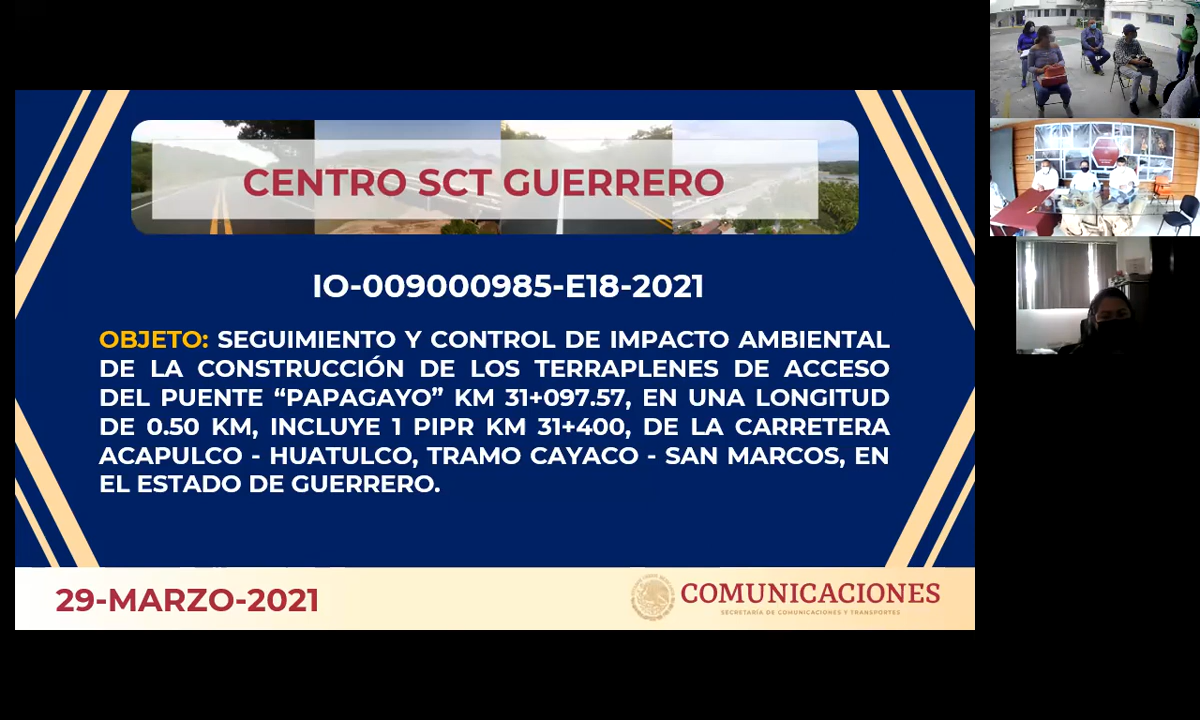 CENTRO SCT GUERRERO
IO-009000985-E18-2021
OBJETO: SEGUIMIENTO Y CONTROL DE IMPACTO AMBIENTAL
DE LA CONSTRUCCIÓN DE LOS TERRAPLENES DE ACCESO
DEL PUENTE “PAPAGAYO” KM 31+097.57, EN UNA LONGITUD
DE 0.50 KM, INCLUYE 1 PIPR KM 31+400, DE LA CARRETERA
ACAPULCO - HUATULCO, TRAMO CAYACO - SAN MARCOS, EN
EL ESTADO DE GUERRERO.
29-MARZO-2021
COMUNICACIONES
SECRETARÍA DE COMUNICACIONES Y TRANSPORTES